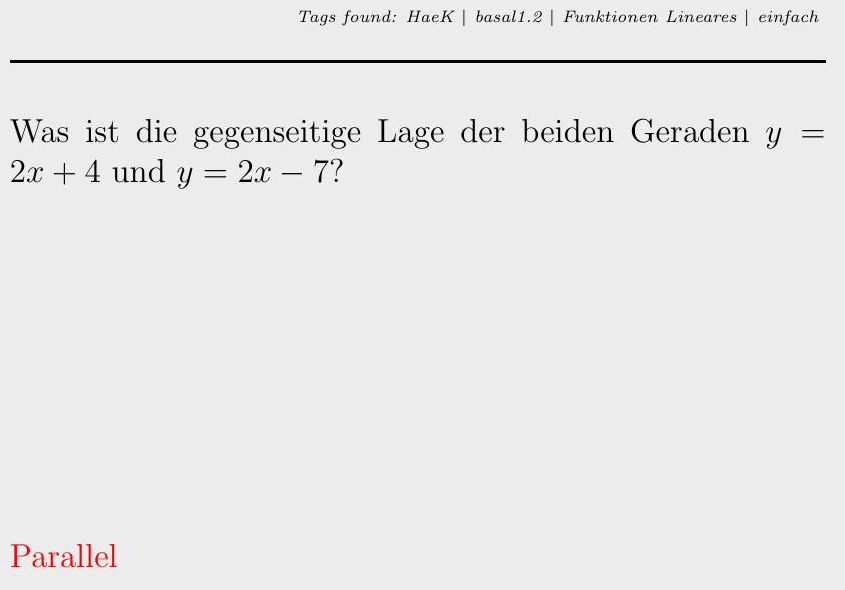 Tags found: HaeK | basal1.2 | Funktionen Lineares | einfach
Was ist die gegenseitige Lage der beiden Geraden y =
2x + 4 und y = 2x − 7?
Parallel